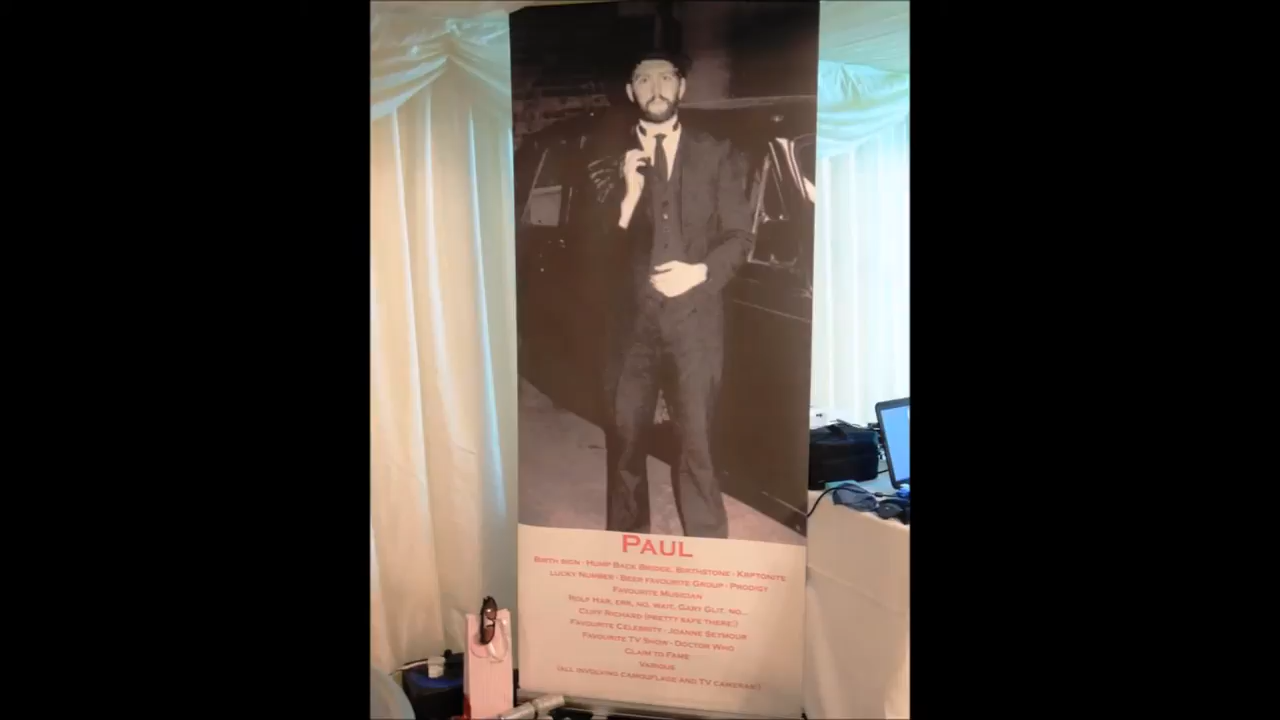 PAUL
BIRTH SIGN - HUMP BACK BRIDGE, BIRTHSTONE - KRPTONITE
LUCKY NUMBER - BEER FAVOURITE GROUP - PRODIGY
FAVOURITE MUSICIAN
ROLF HAR, ERR, NO, WAIT, GARY GLIT, NO...
CLIFF RICHARD (PRETTY SAFE THERE!)
FAVOURITE CELEBRITY - JOANNE SEYMOUR
FAVOURITE TV SHOW - DOCTOR WHO
CLAIM TO FAME
VARIOUS
(ALL INVOLVING CAMOUFLAGE AND TV CAMERAS!)